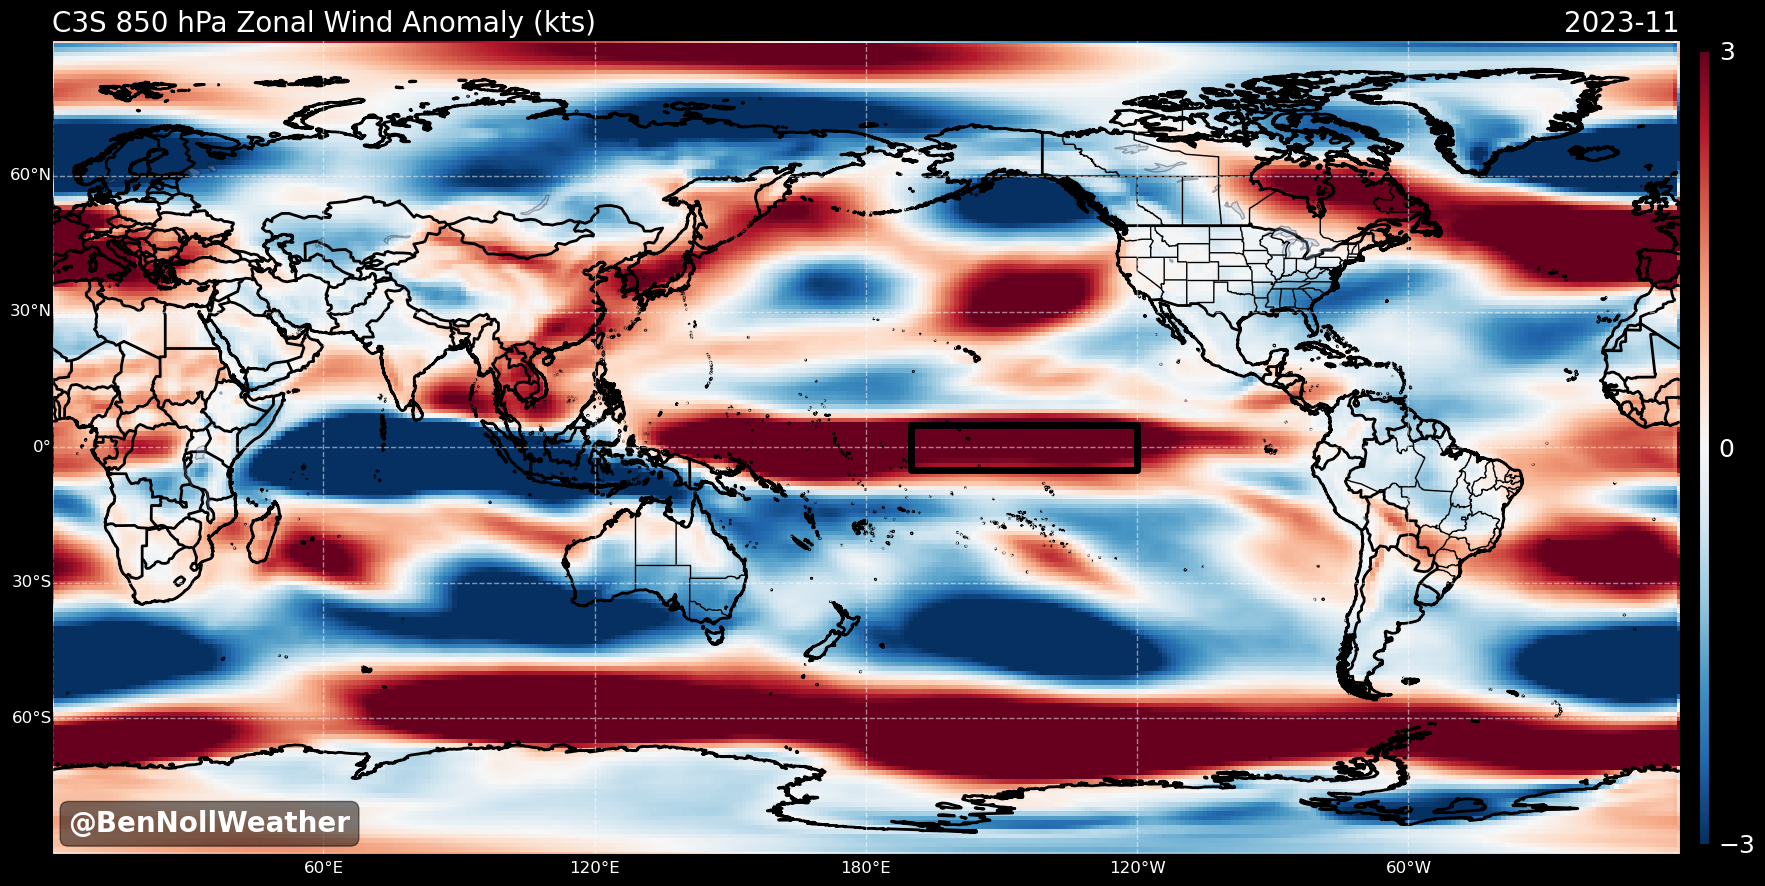 C3S 850 hPa Zonal Wind Anomaly (kts)
2023-11
3
60°N
30°N
0°
0
30°S
60°S
@BenNollWeather
−3
60°E
120°E
180°E
120°W
60°W